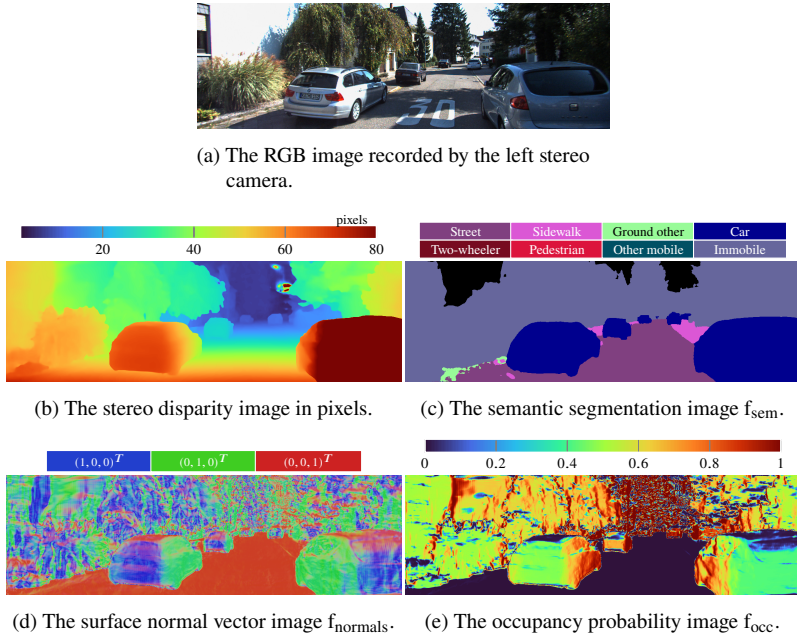 30
(a) The RGB image recorded by the left stereo
camera.
pixels
20 40 60 80
(b) The stereo disparity image in pixels.
Street Sidewalk Ground other Car
Two-wheeler Pedestrian Other mobile Immobile
(c) The semantic segmentation image f_sem.
(1, 0, 0)^T (0, 1, 0)^T (0, 0, 1)^T
(d) The surface normal vector image f_normals.
0 0.2 0.4 0.6 0.8 1
(e) The occupancy probability image f_occ.